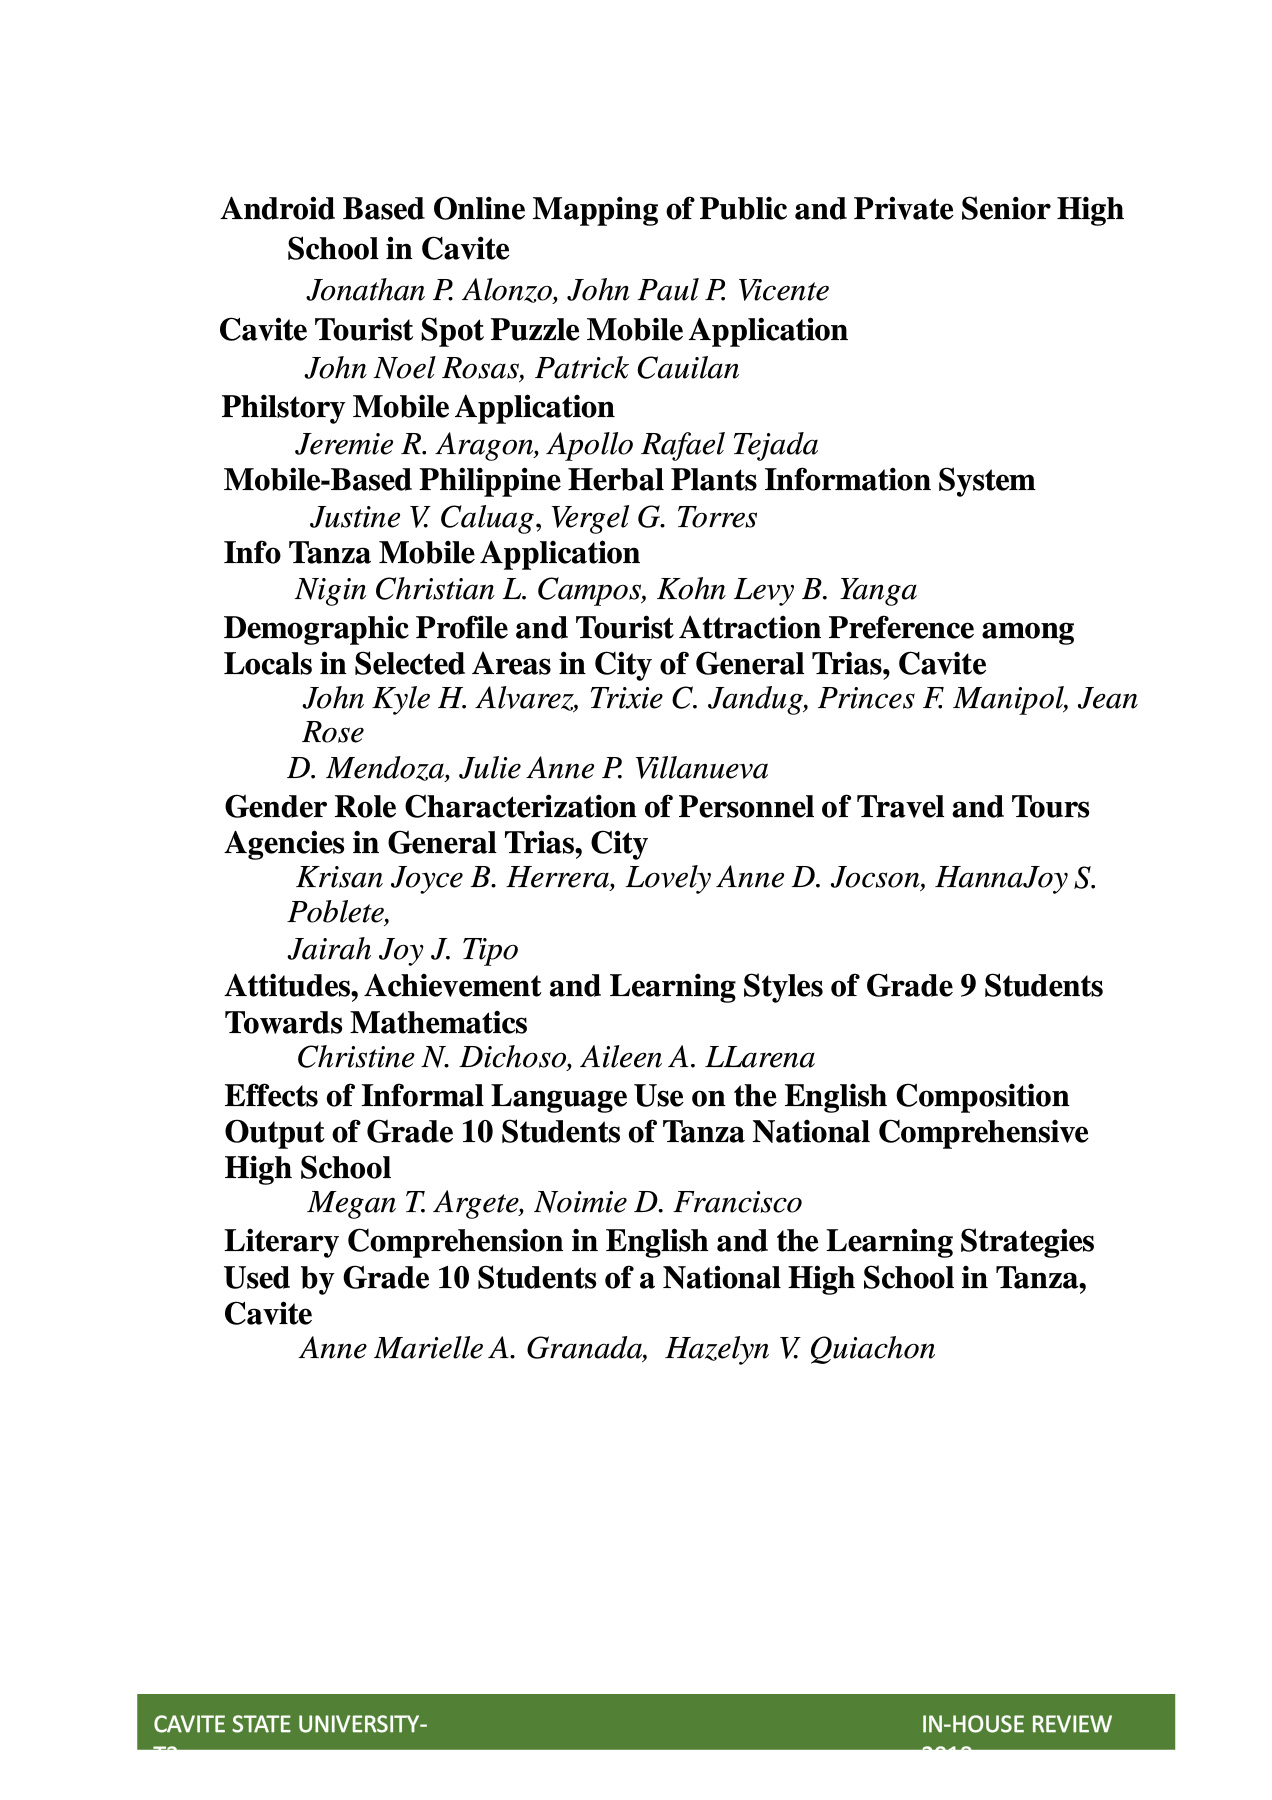 Android Based Online Mapping of Public and Private Senior High
School in Cavite
Jonathan P. Alonzo, John Paul P. Vicente
Cavite Tourist Spot Puzzle Mobile Application
John Noel Rosas, Patrick Cauilan
Philstory Mobile Application
Jeremie R. Aragon, Apollo Rafael Tejada
Mobile-Based Philippine Herbal Plants Information System
Justine V. Caluag, Vergel G. Torres
Info Tanza Mobile Application
Nigin Christian L. Campos, Kohn Levy B. Yanga
Demographic Profile and Tourist Attraction Preference among
Locals in Selected Areas in City of General Trias, Cavite
John Kyle H. Alvarez, Trixie C. Jandug, Princes F. Manipol, Jean
Rose
D. Mendoza, Julie Anne P. Villanueva
Gender Role Characterization of Personnel of Travel and Tours
Agencies in General Trias, City
Krisan Joyce B. Herrera, Lovely Anne D. Jocson, HannaJoy S.
Poblete,
Jairah Joy J. Tipo
Attitudes, Achievement and Learning Styles of Grade 9 Students
Towards Mathematics
Christine N. Dichoso, Aileen A. LLarena
Effects of Informal Language Use on the English Composition
Output of Grade 10 Students of Tanza National Comprehensive
High School
Megan T. Argete, Noimie D. Francisco
Literary Comprehension in English and the Learning Strategies
Used by Grade 10 Students of a National High School in Tanza,
Cavite
Anne Marielle A. Granada, Hazelyn V. Quiachon
CAVITE STATE UNIVERSITY-
IN-HOUSE REVIEW